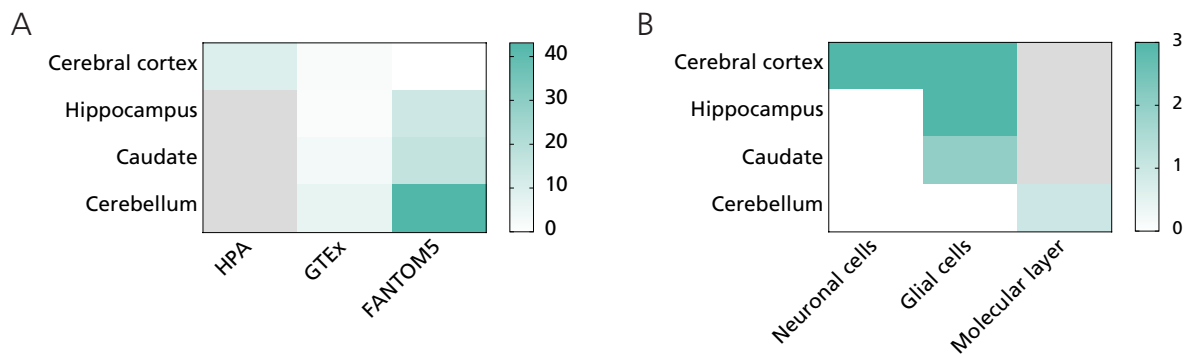 A
Cerebral cortex
Hippocampus
Caudate
Cerebellum
HPA
GTEx
FANTOM5
40
30
20
10
0
B
Cerebral cortex
Hippocampus
Caudate
Cerebellum
Neuronal cells
Glial cells
Molecular layer
3
2
1
0